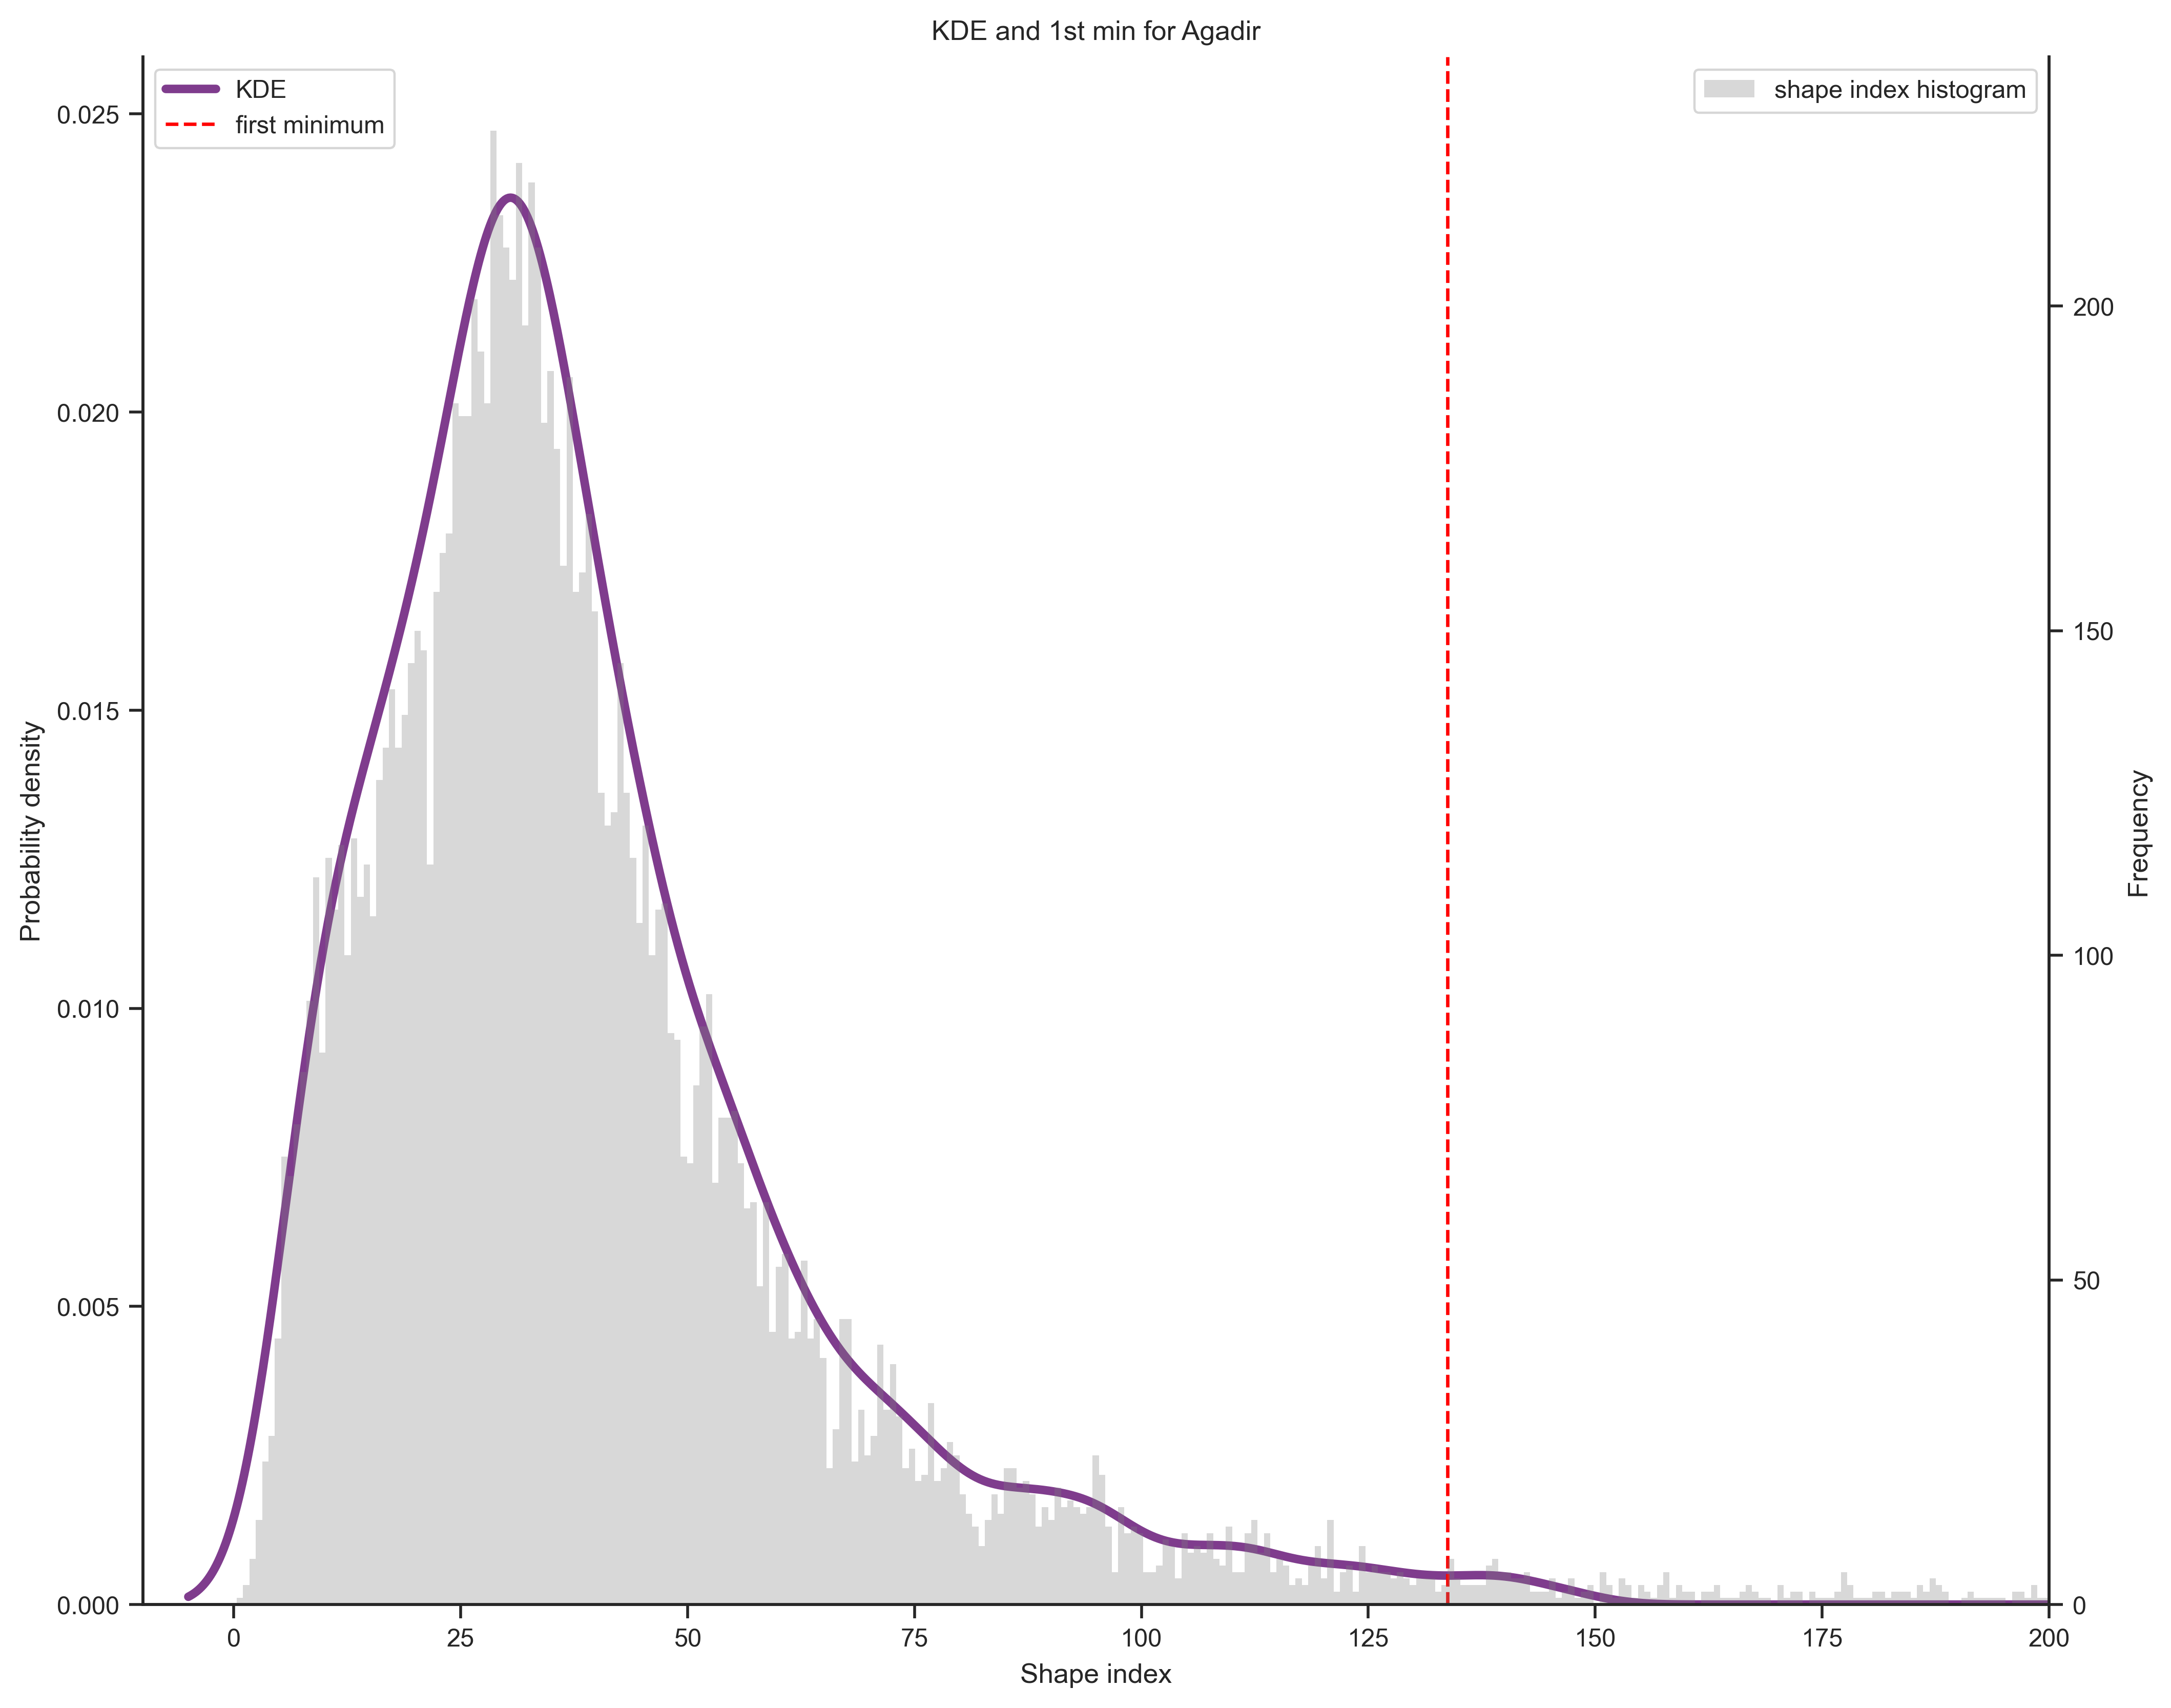 KDE and 1st min for Agadir
KDE
first minimum
shape index histogram
0.025
0.020
0.015
0.010
0.005
0.000
Probability density
200
150
100
50
0
Frequency
0 25 50 75 100 125 150 175 200
Shape index